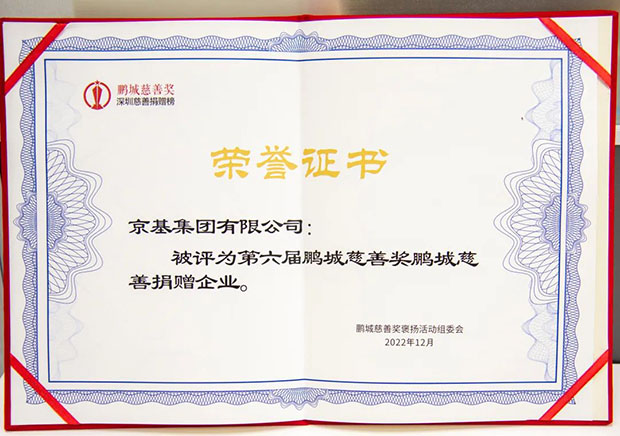 鹏城慈善奖
深圳慈善捐赠榜
荣誉证书
京基集团有限公司：
被评为第六届鹏城慈善奖鹏城慈
善捐赠企业。
鹏城慈善奖褒扬活动组委会
2022年12月